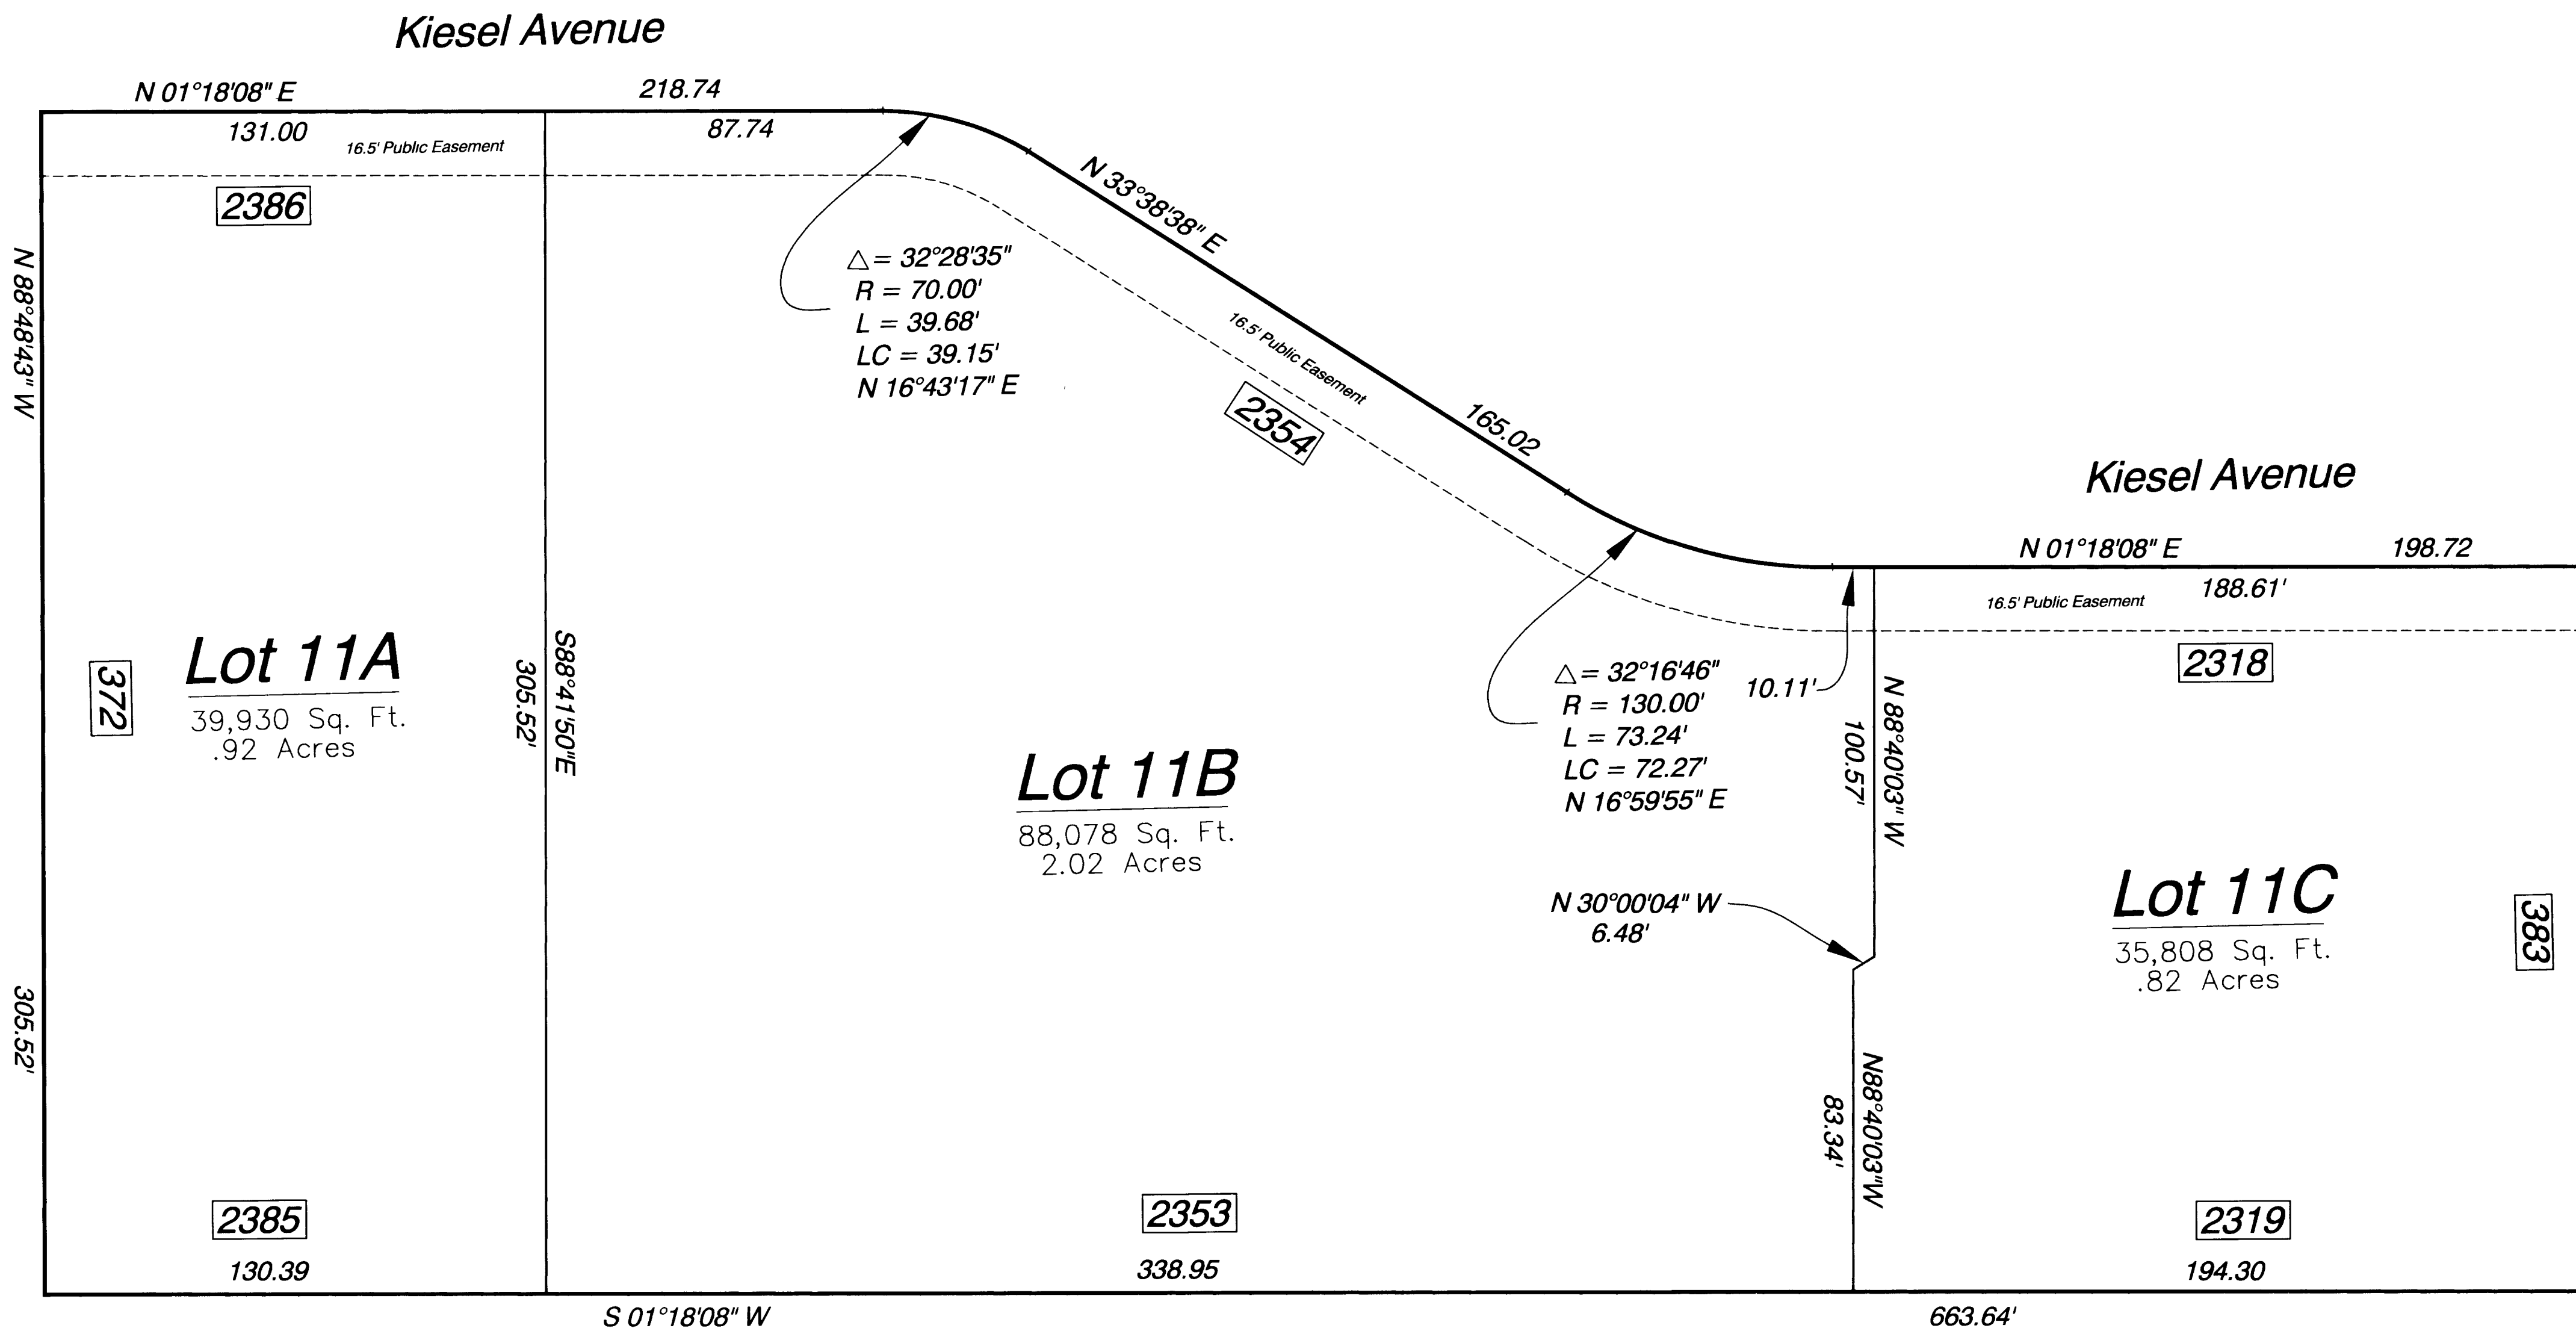 Kiesel Avenue
N 01°18'08" E
218.74
131.00
16.5' Public Easement
87.74
2386
N 88°48'43" W
305.52'
372
Lot 11A
39,930 Sq. Ft.
.92 Acres
2385
130.39
S88°41'50"E
305.52'
△ = 32°28'35"
R = 70.00'
L = 39.68'
LC = 39.15'
N 16°43'17" E
N 33°38'38" E
165.02
16.5' Public Easement
2354
Lot 11B
88,078 Sq. Ft.
2.02 Acres
△ = 32°16'46"
R = 130.00'
L = 73.24'
LC = 72.27'
N 16°59'55" E
10.11'
N 30°00'04" W
6.48'
2353
338.95
S 01°18'08" W
Kiesel Avenue
N 01°18'08" E
198.72
188.61'
16.5' Public Easement
2318
N 88°40'03" W
100.57'
N88°40'03"W
83.34'
Lot 11C
35,808 Sq. Ft.
.82 Acres
383
2319
194.30
663.64'